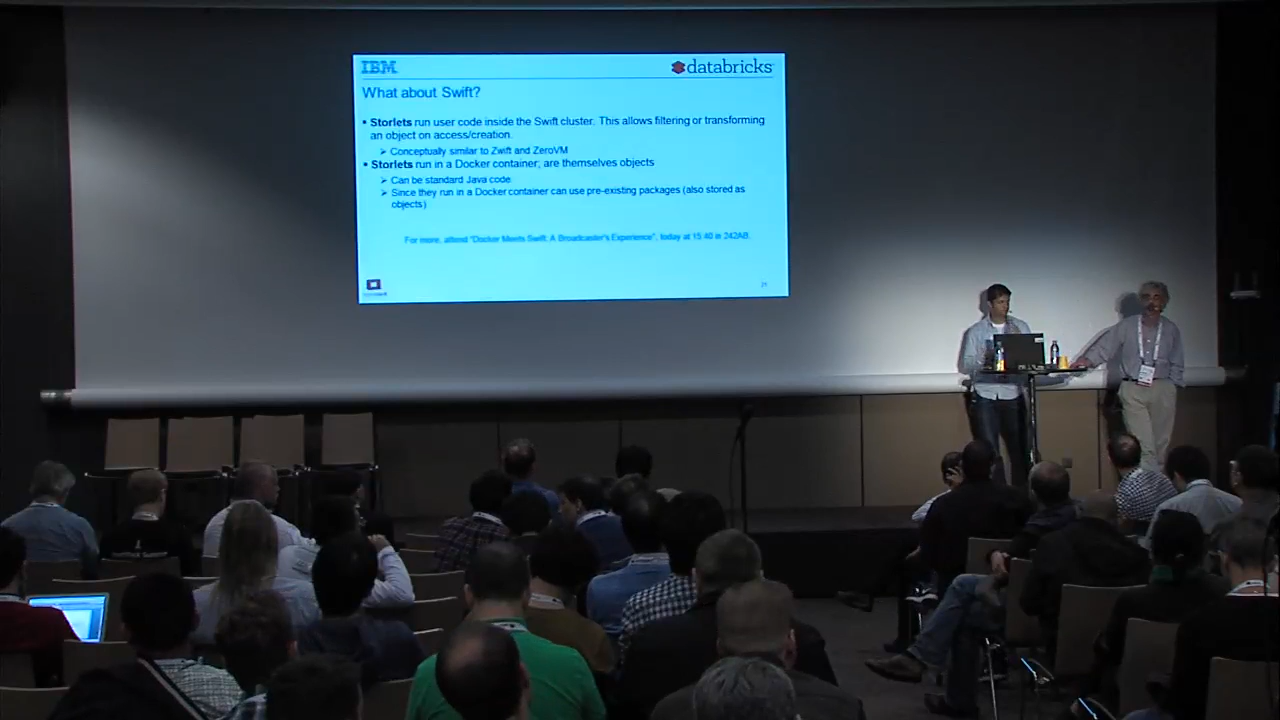 IBM
databricks
What about Swift?
▪ Storlets run user code inside the Swift cluster. This allows filtering or transforming
an object on access/creation.
➢ Conceptually similar to Zwift and ZeroVM
▪ Storlets run in a Docker container; are themselves objects
➢ Can be standard Java code.
➢ Since they run in a Docker container can use pre-existing packages (also stored as
objects)
For more, attend "Docker Meets Swift: A Broadcaster's Experience", today at 15:40 in 242AB.